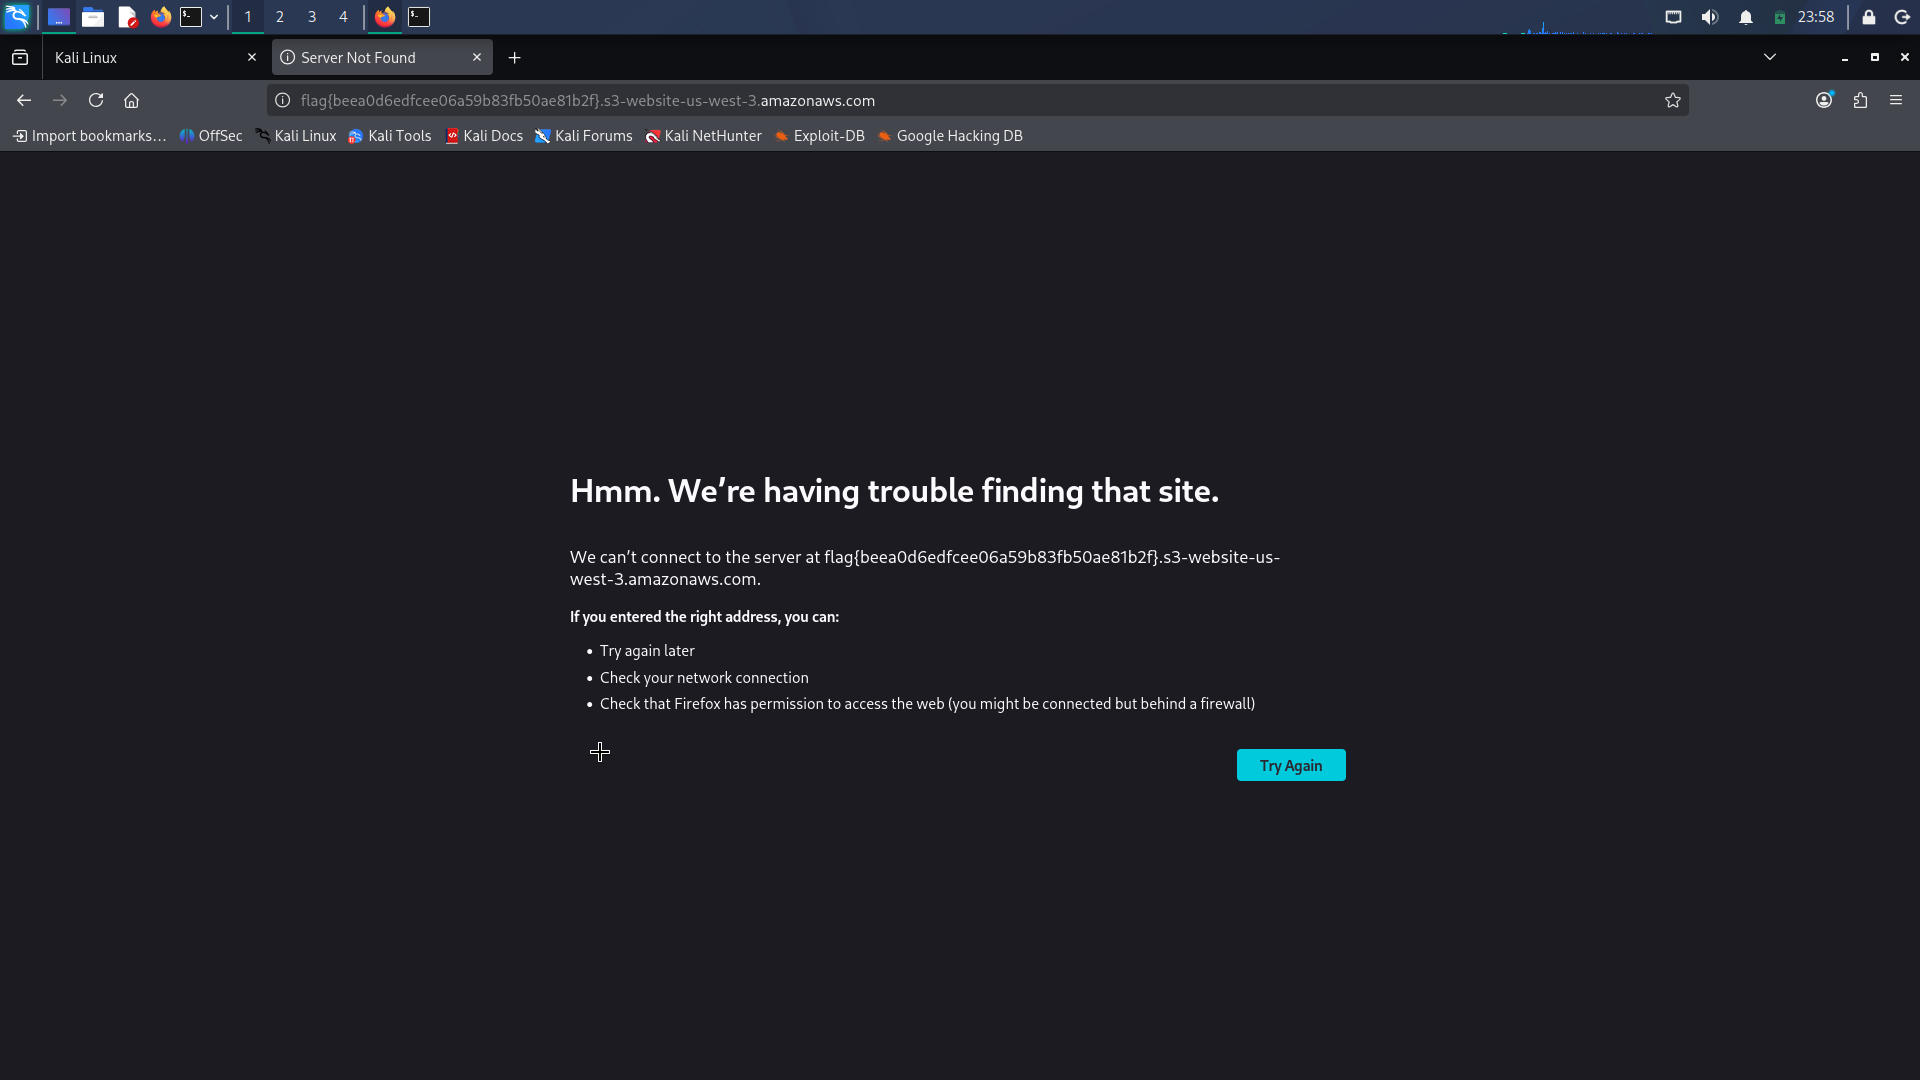 1 2 3 4 23:58
Kali Linux Server Not Found
flag{beea0d6edfcee06a59b83fb50ae81b2f}.s3-website-us-west-3.amazonaws.com
Import bookmarks… OffSec Kali Linux Kali Tools Kali Docs Kali Forums Kali NetHunter Exploit-DB Google Hacking DB
Hmm. We’re having trouble finding that site.
We can’t connect to the server at flag{beea0d6edfcee06a59b83fb50ae81b2f}.s3-website-us-
west-3.amazonaws.com.
If you entered the right address, you can:
• Try again later
• Check your network connection
• Check that Firefox has permission to access the web (you might be connected but behind a firewall)
Try Again